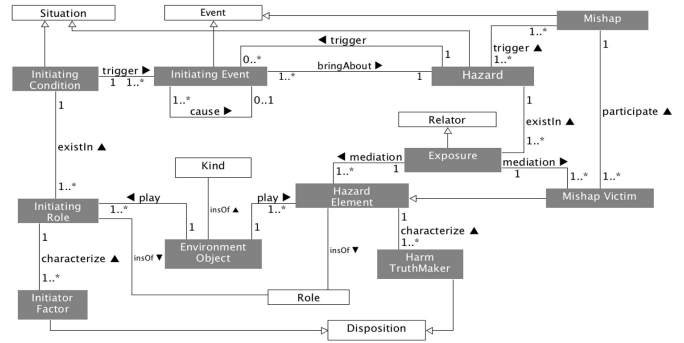 Situation
Event
Mishap
◀ trigger
1
1..*
1
trigger ▲
0..*
1
1..*
Initiating
Condition
trigger ▶
1 1..*
Initiating Event
bringAbout ▶
1..*
1
Hazard
1
1..*
0..1
cause ▶
Relator
1
existIn ▲
participate ▲
existIn ▲
1..*
Kind
◀ mediation
1
1..*
Exposure
mediation ▶
1
1..*
1..*
1..*
Initiating
Role
◀ play
1..*
insOf ▲
play ▶
1..*
Hazard
Element
Mishap Victim
1
1
1
1
characterize ▲
1..*
insOf ▼
Environment
Object
insOf ▼
characterize ▲
1..*
Harm
TruthMaker
Initiator
Factor
Role
Disposition